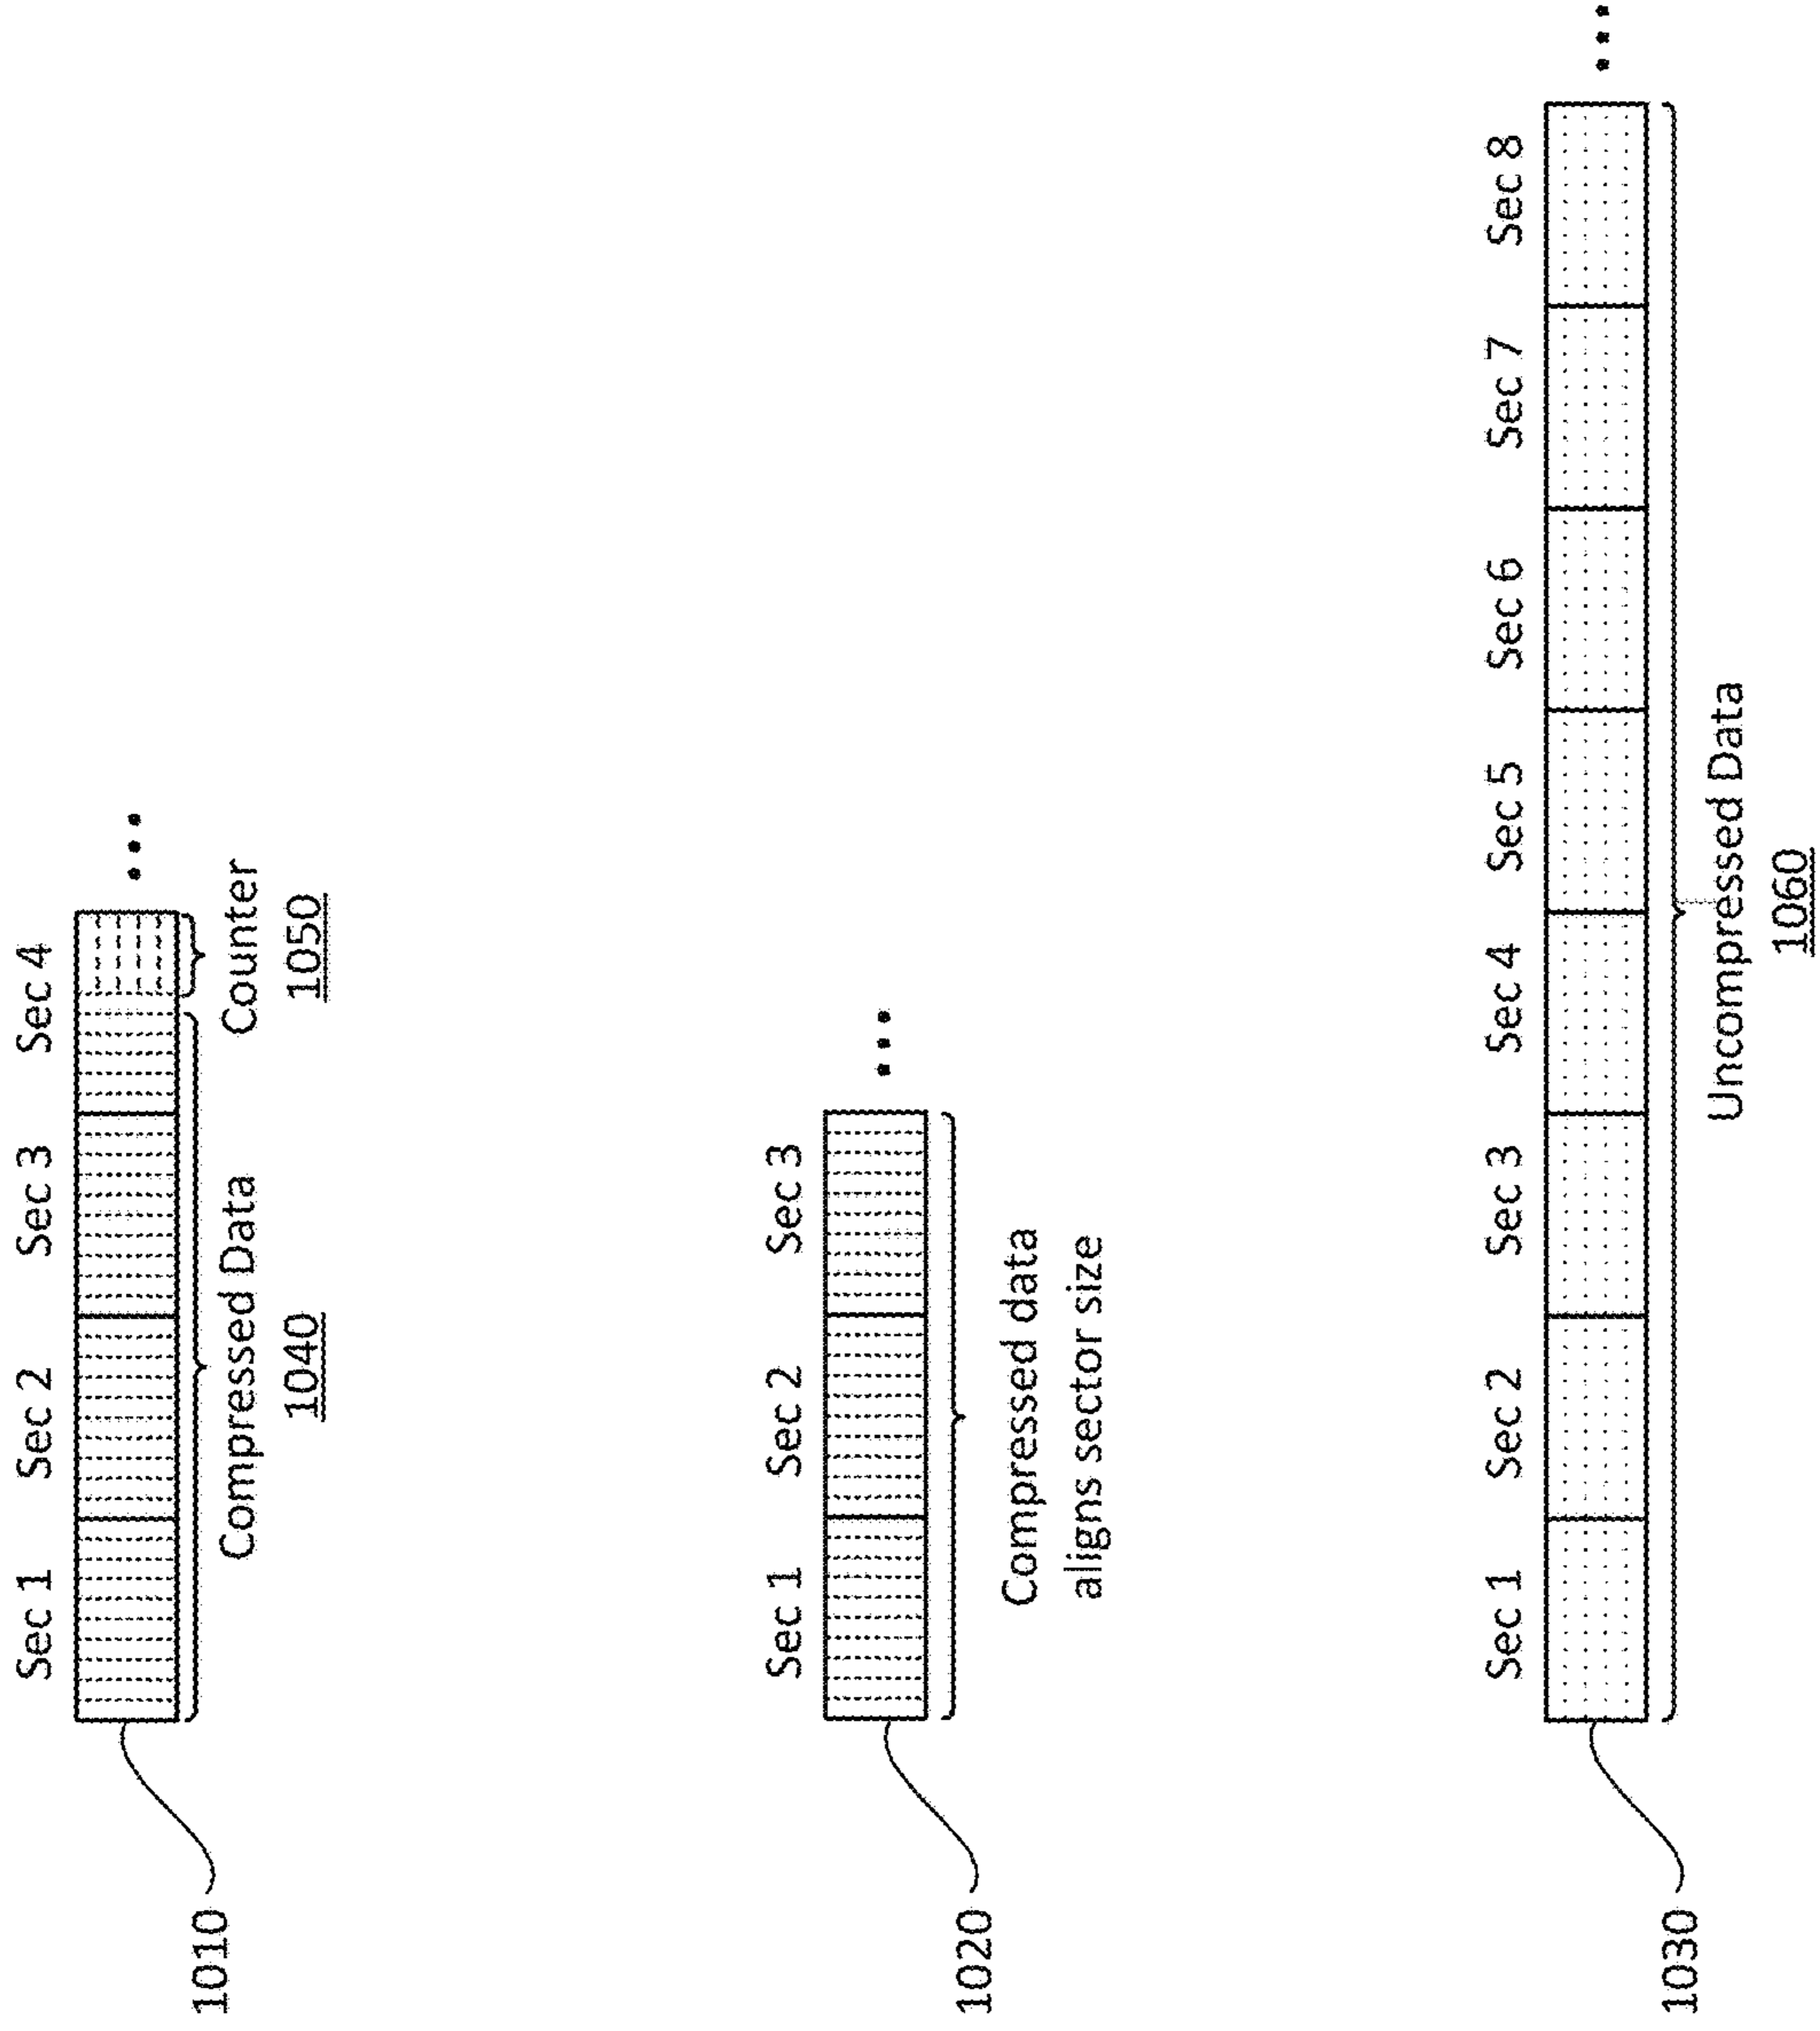 Sec 1 Sec 2 Sec 3 Sec 4
1010
Compressed Data Counter
1040 1050
Sec 1 Sec 2 Sec 3
1020
Compressed data
aligns sector size
Sec 1 Sec 2 Sec 3 Sec 4 Sec 5 Sec 6 Sec 7 Sec 8
1030
Uncompressed Data
1060